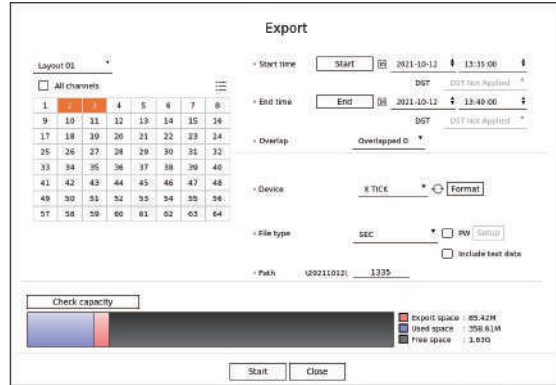 Export
Layout 01
All channels
1 2 3 4 5 6 7 8
9 10 11 12 13 14 15 16
17 18 19 20 21 22 23 24
25 26 27 28 29 30 31 32
33 34 35 36 37 38 39 40
41 42 43 44 45 46 47 48
49 50 51 52 53 54 55 56
57 58 59 60 61 62 63 64
Start time Start 2021-10-12 13:35:00
DST DST Not Applied
End time End 2021-10-12 13:40:00
DST DST Not Applied
Overlap Overlapped 0
Device X TICK Format
File type SEC PW Setup
Include text data
Path \20211012\ 1335
Check capacity
Export space : 85.42M
Used space : 358.61M
Free space : 1.63G
Start Close